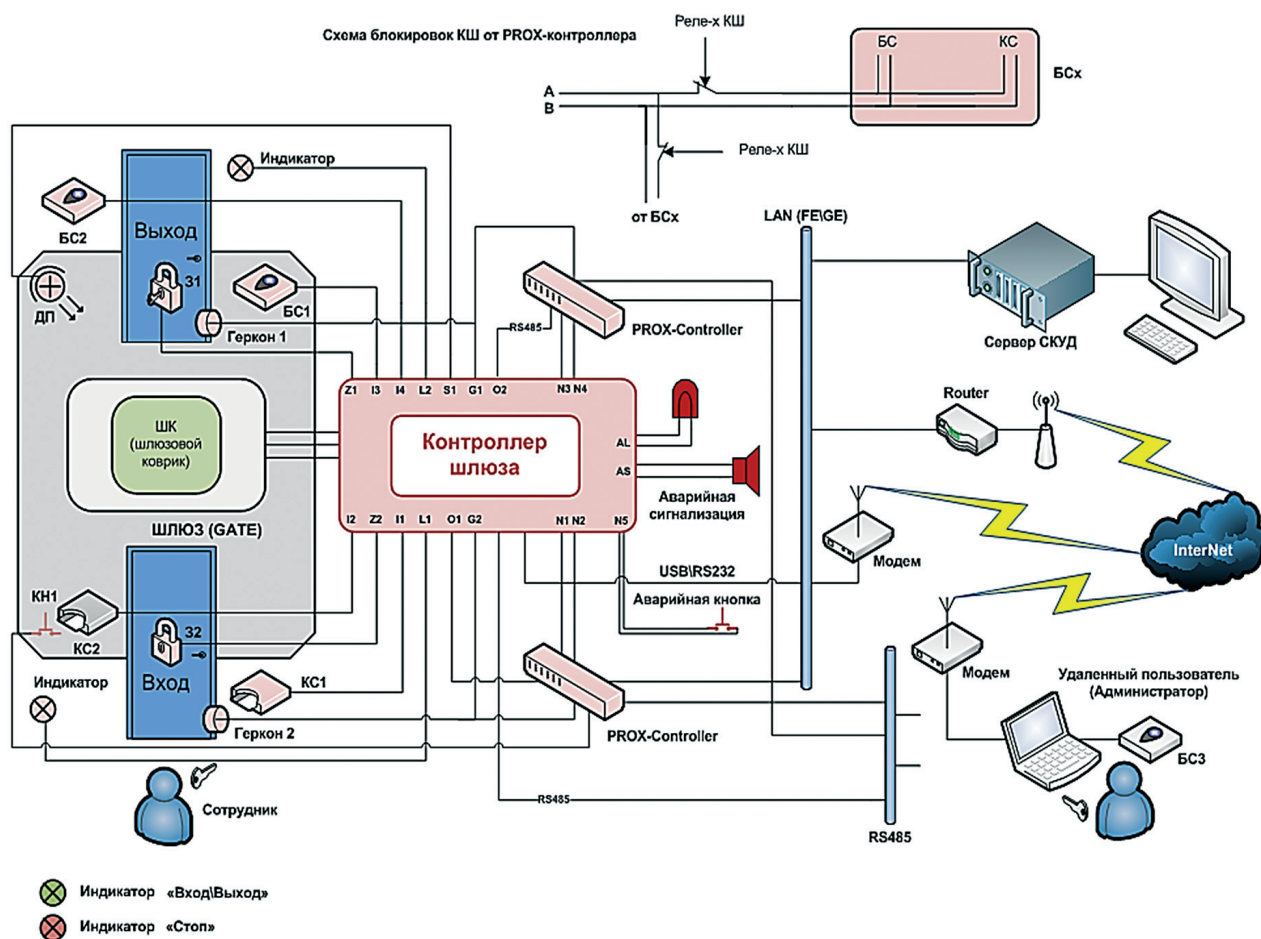 Реле-х КШ
Схема блокировок КШ от PROX-контроллера
БС
КС
БСх
А
В
Реле-х КШ
от БСх
Индикатор
LAN (FE\GE)
БС2
Выход
З1
БС1
ДП
Геркон 1
RS485
PROX-Controller
Сервер СКУД
Z1
I3
I4
L2
S1
G1
O2
N3
N4
ШК
(шлюзовой
коврик)
Контроллер
шлюза
AL
AS
Аварийная
сигнализация
Router
ШЛЮЗ (GATE)
I2
Z2
I1
L1
O1
G2
N1
N2
N5
InterNet
USB\RS232
Модем
Аварийная кнопка
КН1
КС2
З2
Вход
КС1
Модем
Удаленный пользователь
(Администратор)
Индикатор
Геркон 2
PROX-Controller
БС3
Сотрудник
RS485
RS485
Индикатор «Вход\Выход»
Индикатор «Стоп»